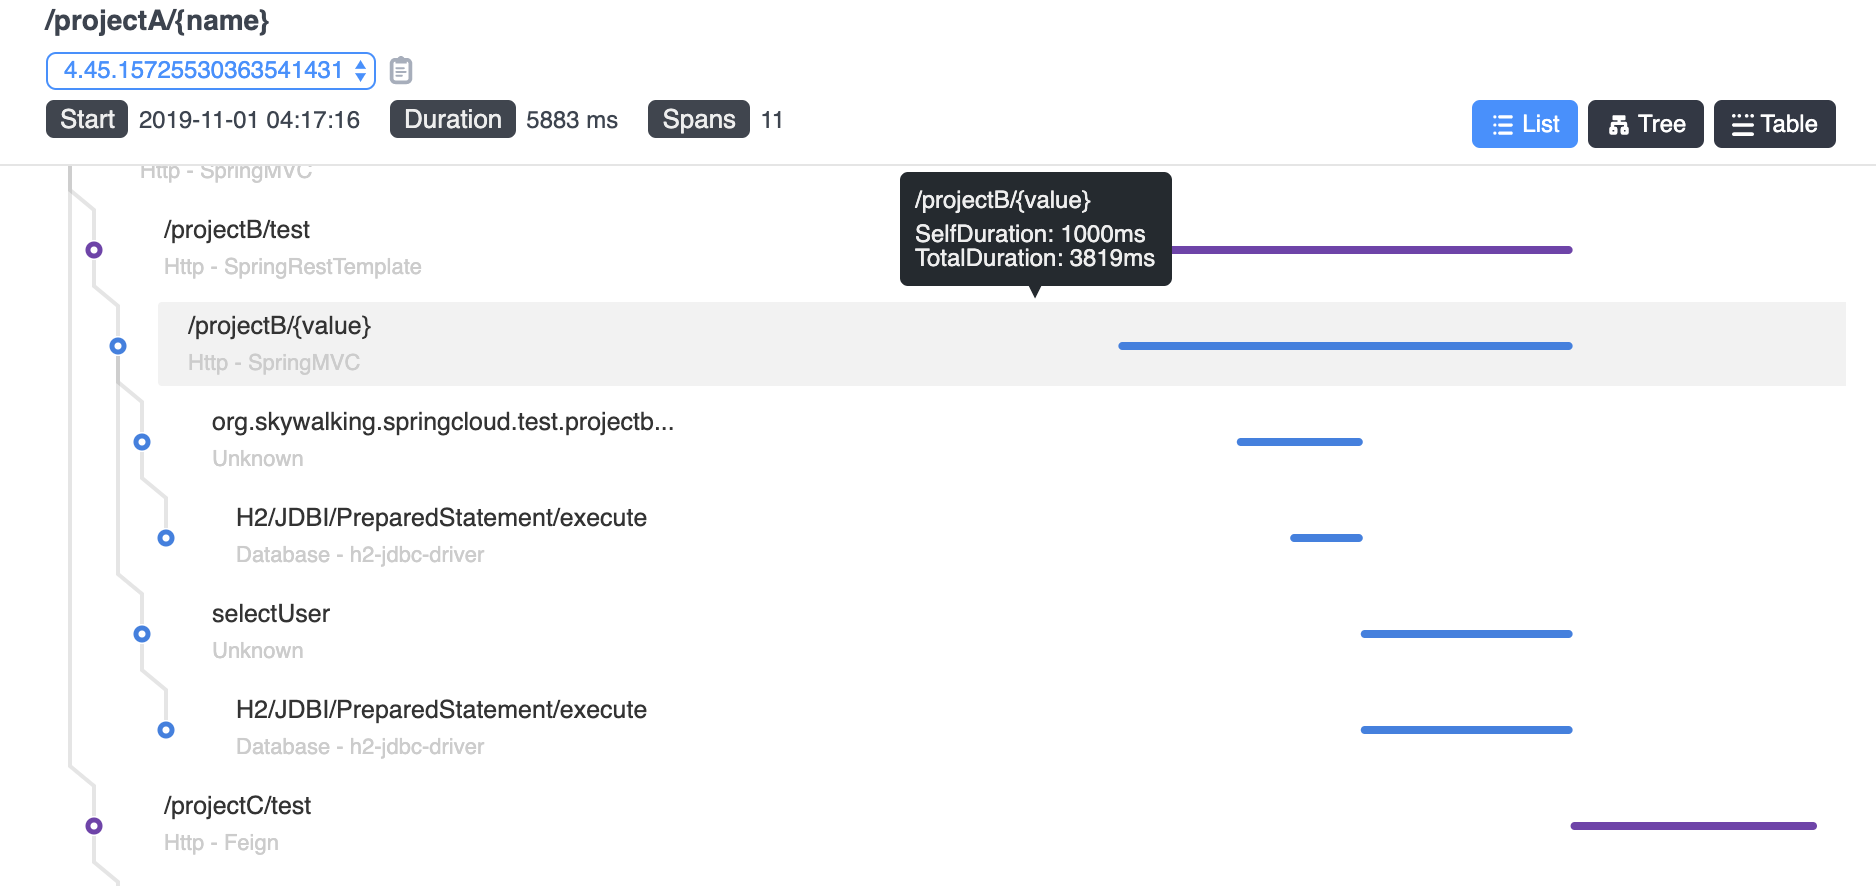 /projectA/{name}
4.45.15725530363541431
Start 2019-11-01 04:17:16 Duration 5883 ms Spans 11
List Tree Table
Http - SpringMVC
/projectB/{value}
SelfDuration: 1000ms
TotalDuration: 3819ms
/projectB/test
Http - SpringRestTemplate
/projectB/{value}
Http - SpringMVC
org.skywalking.springcloud.test.projectb...
Unknown
H2/JDBI/PreparedStatement/execute
Database - h2-jdbc-driver
selectUser
Unknown
H2/JDBI/PreparedStatement/execute
Database - h2-jdbc-driver
/projectC/test
Http - Feign